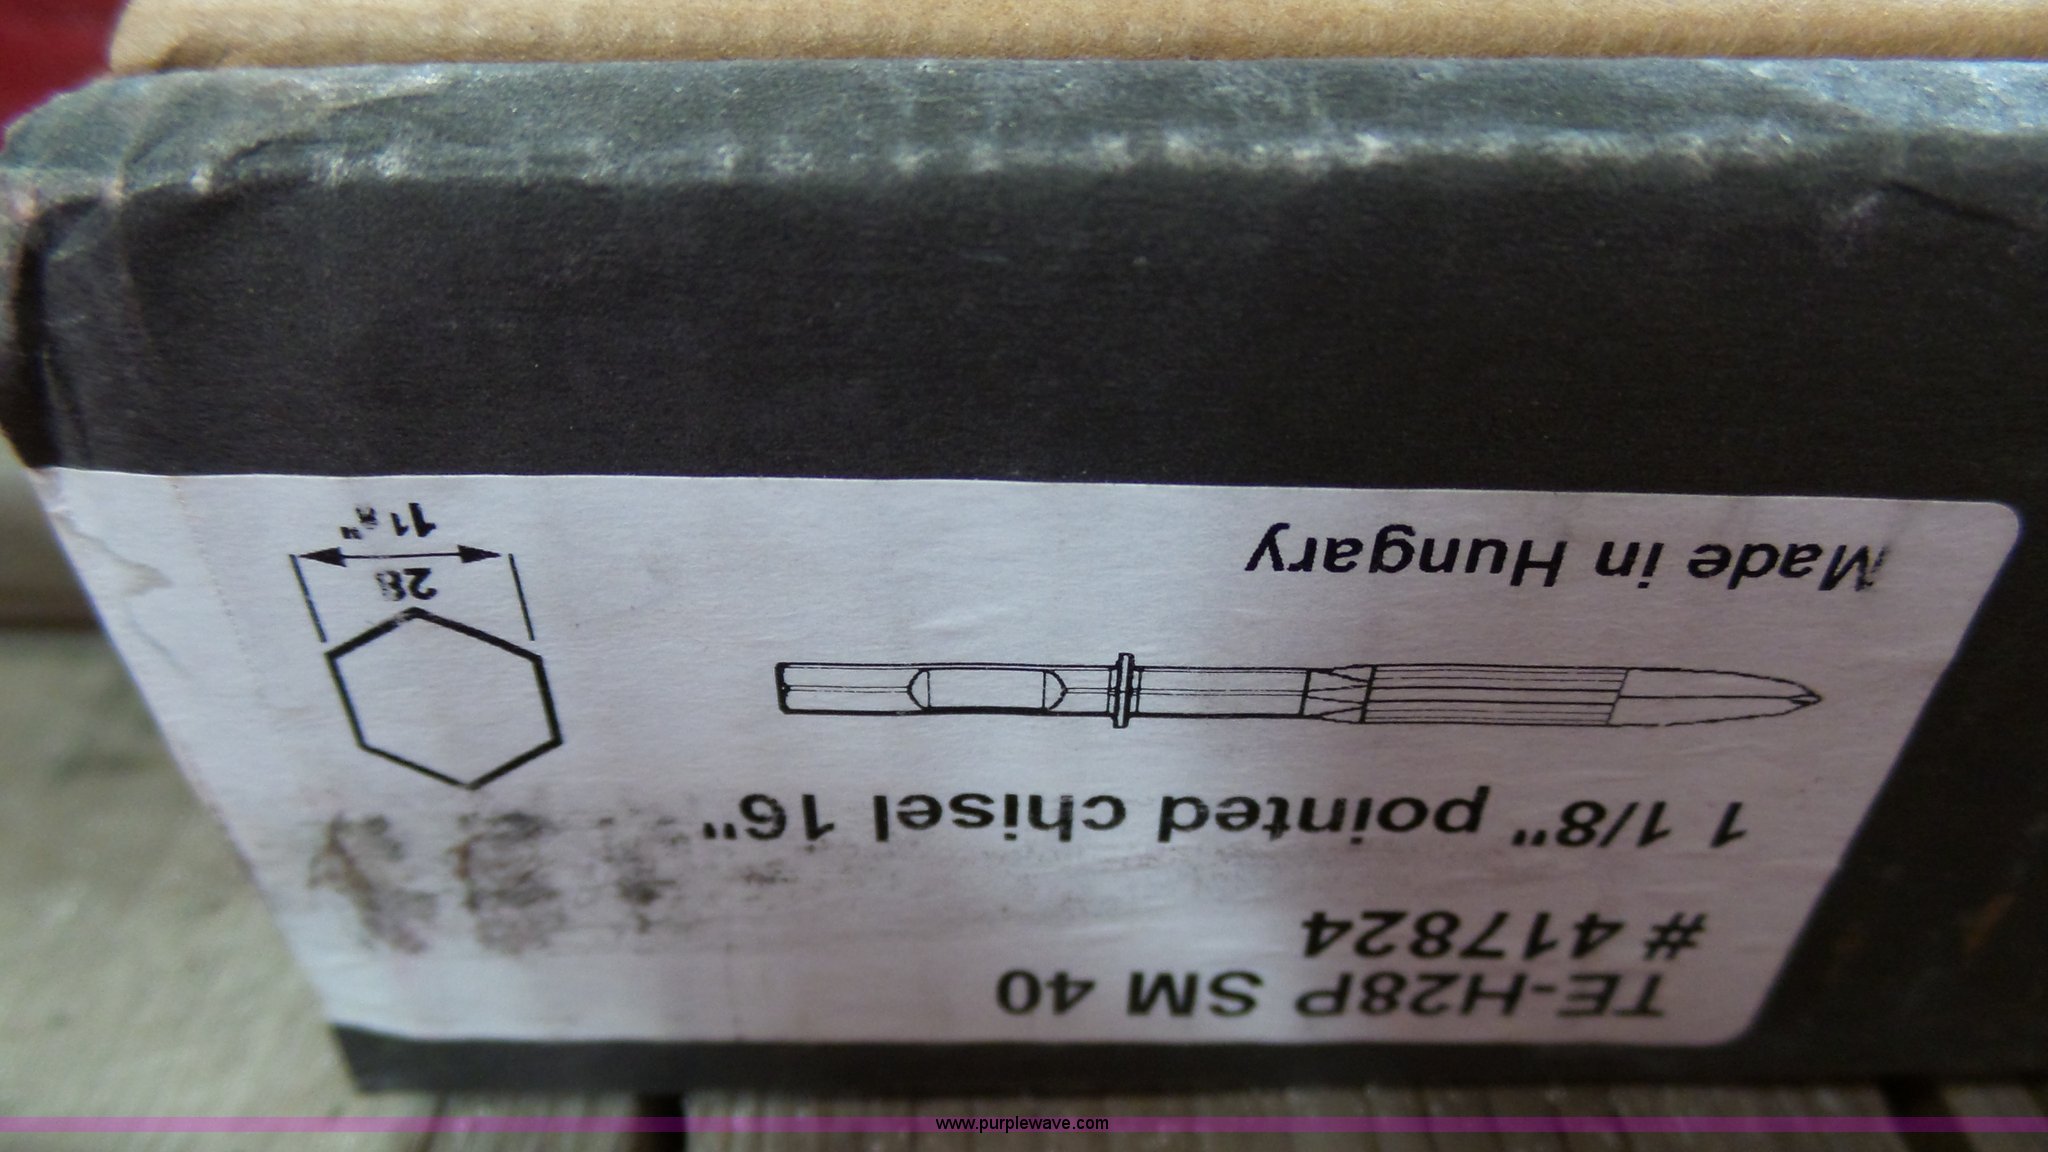 TE-H28P SM 40
# 417824
1 1/8" pointed chisel 16"
28
1 1/8"
Made in Hungary
www.purplewave.com